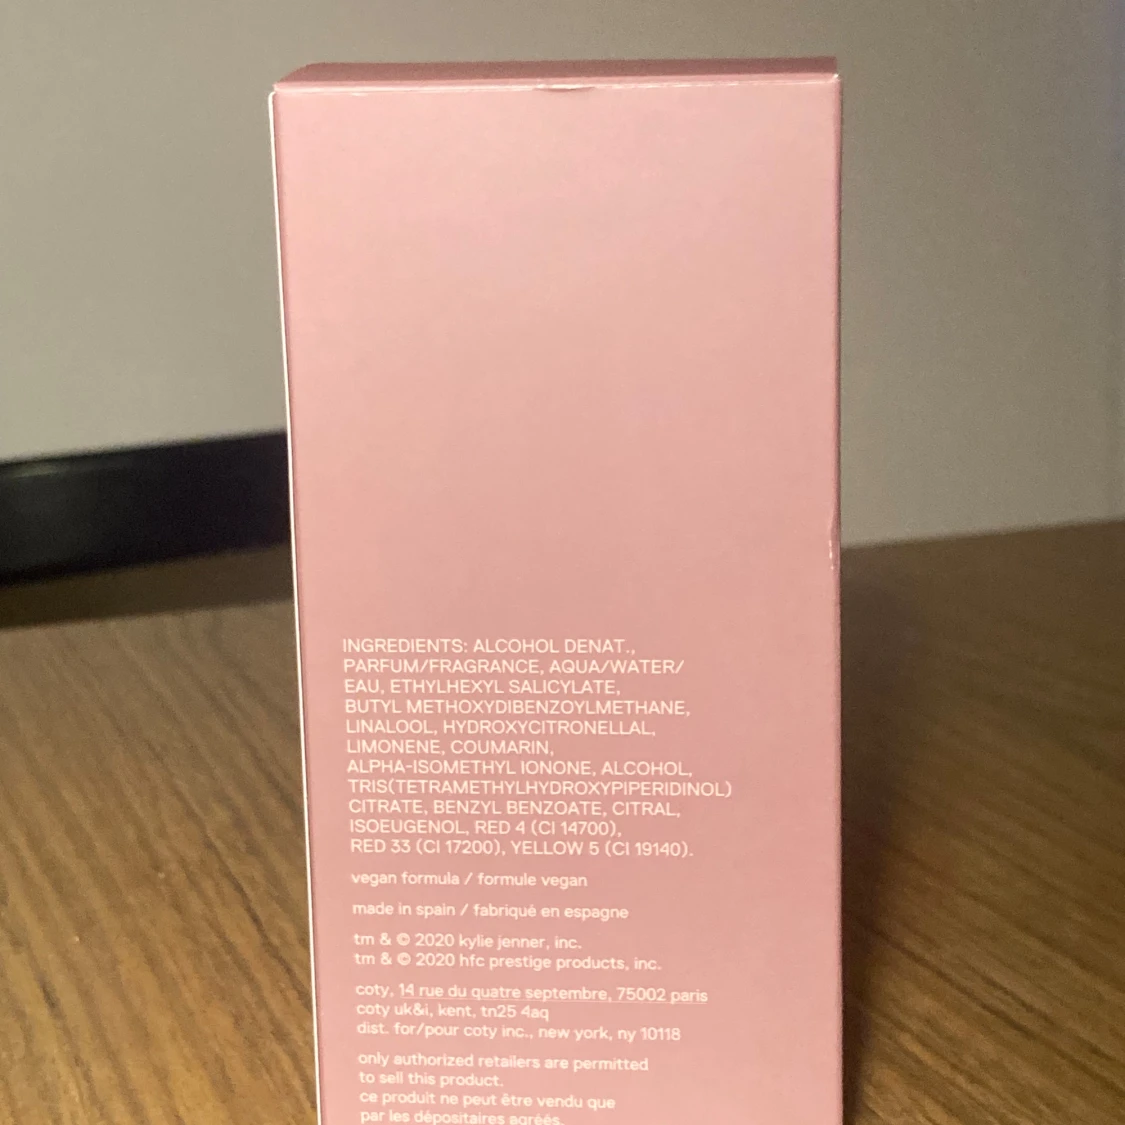 INGREDIENTS: ALCOHOL DENAT.,
PARFUM/FRAGRANCE, AQUA/WATER/
EAU, ETHYLHEXYL SALICYLATE,
BUTYL METHOXYDIBENZOYLMETHANE,
LINALOOL, HYDROXYCITRONELLAL,
LIMONENE, COUMARIN,
ALPHA-ISOMETHYL IONONE, ALCOHOL,
TRIS(TETRAMETHYLHYDROXYPIPERIDINOL)
CITRATE, BENZYL BENZOATE, CITRAL,
ISOEUGENOL, RED 4 (CI 14700),
RED 33 (CI 17200), YELLOW 5 (CI 19140).
vegan formula / formule vegan
made in spain / fabriqué en espagne
tm & © 2020 kylie jenner, inc.
tm & © 2020 hfc prestige products, inc.
coty, 14 rue du quatre septembre, 75002 paris
coty uk&i, kent, tn25 4aq
dist. for/pour coty inc., new york, ny 10118
only authorized retailers are permitted
to sell this product.
ce produit ne peut être vendu que
par les dépositaires agréés.